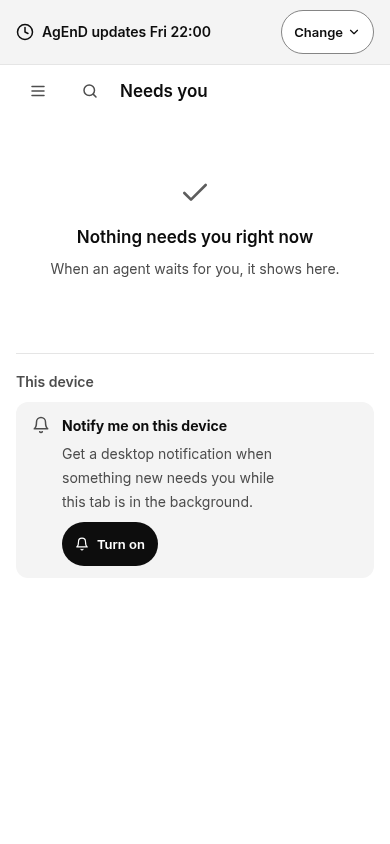 AgEnD updates Fri 22:00
Change
Needs you
Nothing needs you right now
When an agent waits for you, it shows here.
This device
Notify me on this device
Get a desktop notification when
something new needs you while
this tab is in the background.
Turn on